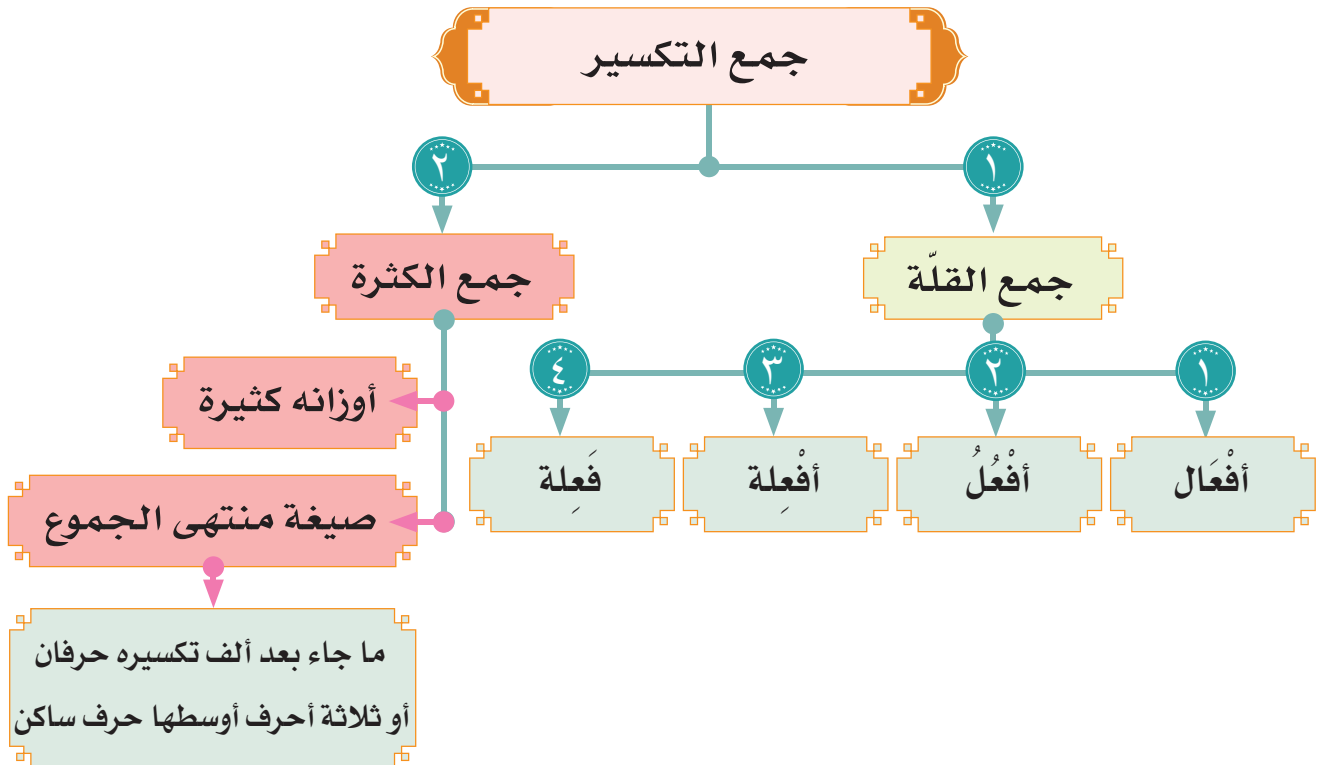 جمع التكسير
١
٢
جمع القلّة
جمع الكثرة
١
٢
٣
٤
أفْعَال
أفْعُلُ
أفْعِلة
فَعِلة
أوزانه كثيرة
صيغة منتهى الجموع
ما جاء بعد ألف تكسيره حرفان
أو ثلاثة أحرف أوسطها حرف ساكن